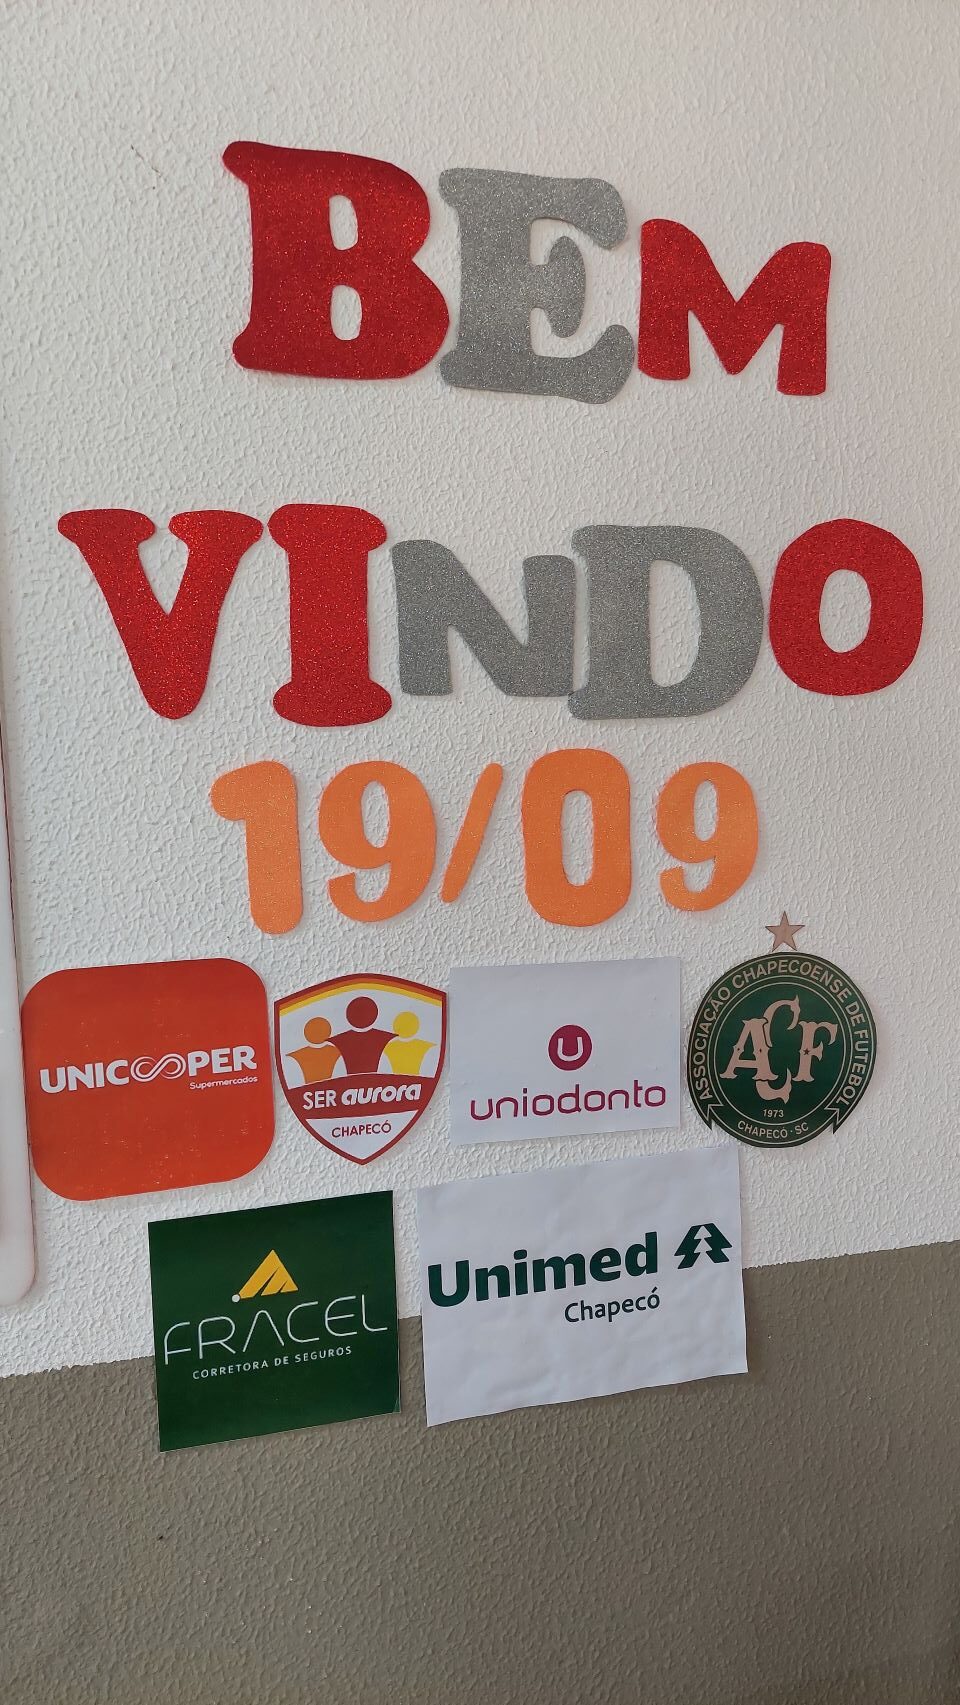 BEM
VINDO
19/09
UNICOOPER
Supermercados
SER aurora
CHAPECÓ
U
uniodonto
ASSOCIAÇÃO CHAPECOENSE DE FUTEBOL
ACF
1973
CHAPECÓ - SC
FRACEL
CORRETORA DE SEGUROS
Unimed
Chapecó